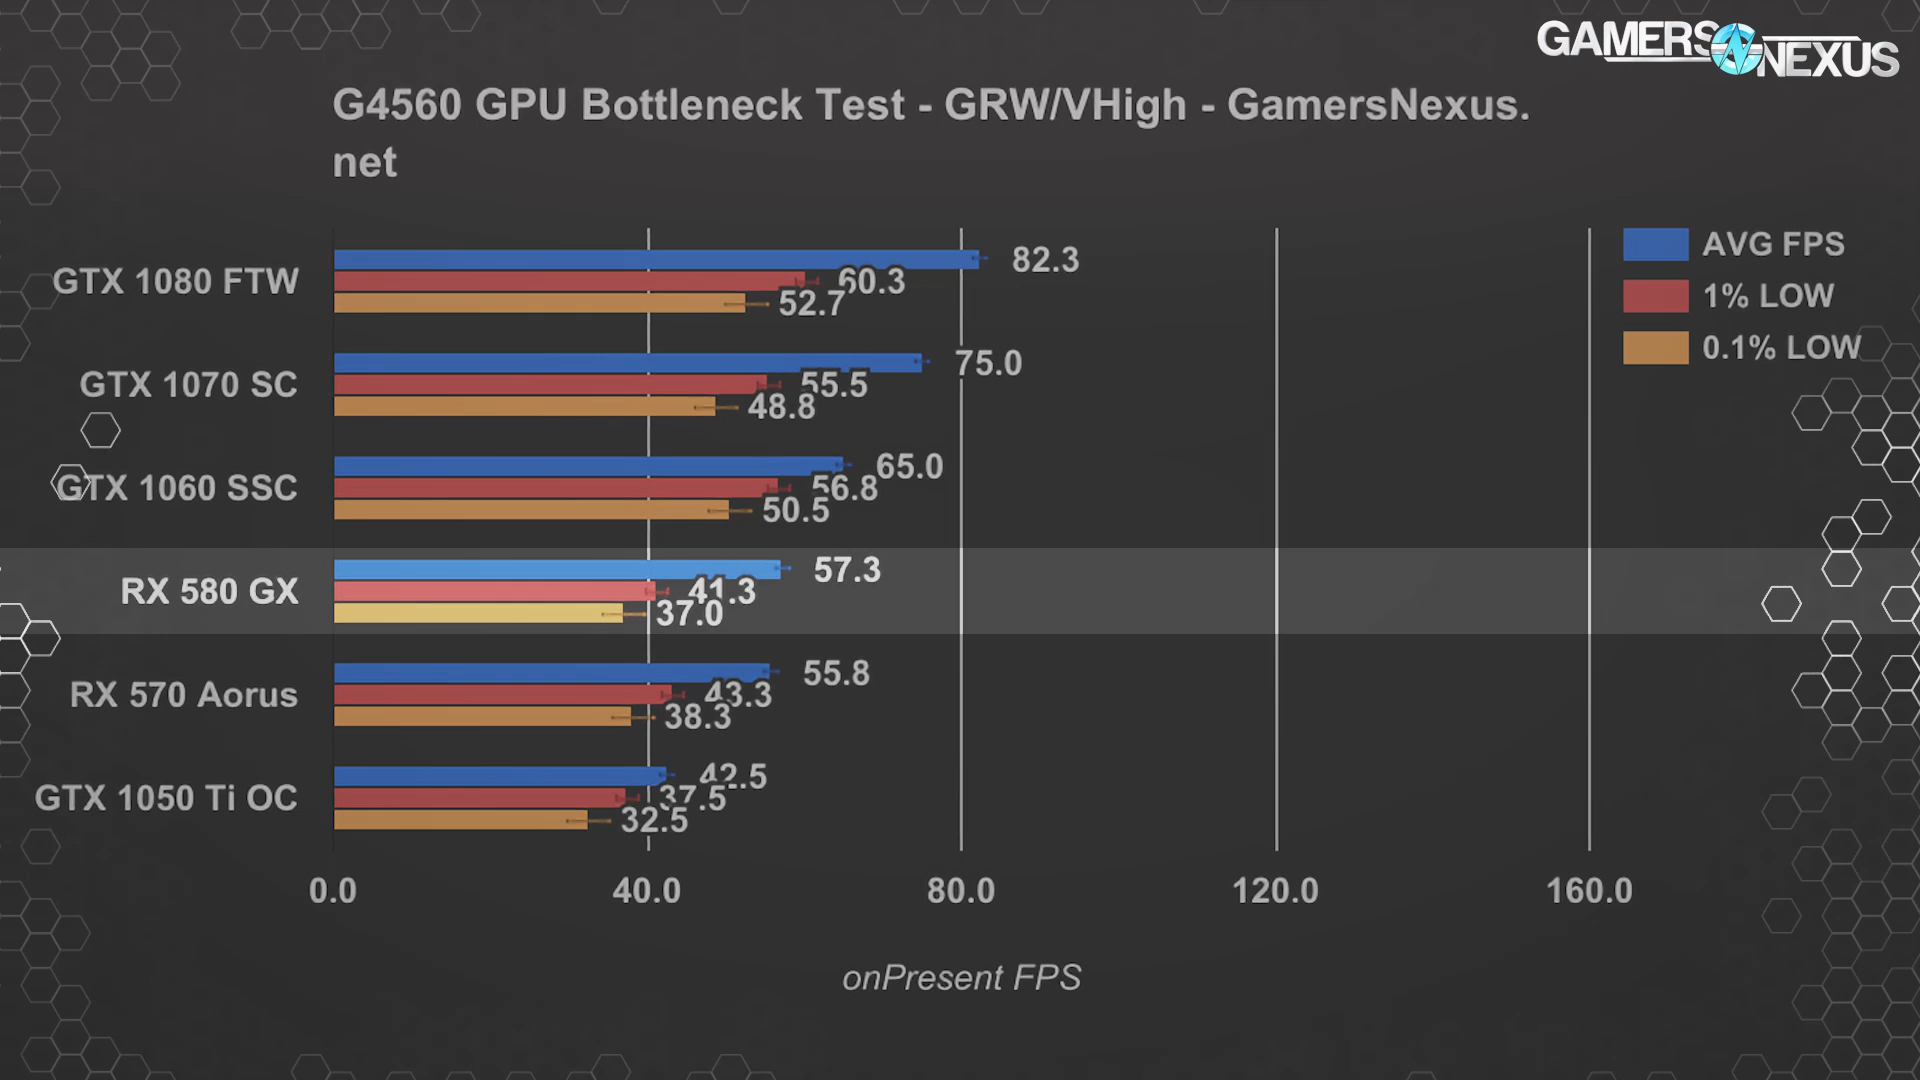 GAMERS NEXUS
G4560 GPU Bottleneck Test - GRW/VHigh - GamersNexus.
net
AVG FPS
1% LOW
0.1% LOW
GTX 1080 FTW
82.3
60.3
52.7
GTX 1070 SC
75.0
55.5
48.8
GTX 1060 SSC
65.0
56.8
50.5
RX 580 GX
57.3
41.3
37.0
RX 570 Aorus
55.8
43.3
38.3
GTX 1050 Ti OC
42.5
37.5
32.5
0.0 40.0 80.0 120.0 160.0
onPresent FPS